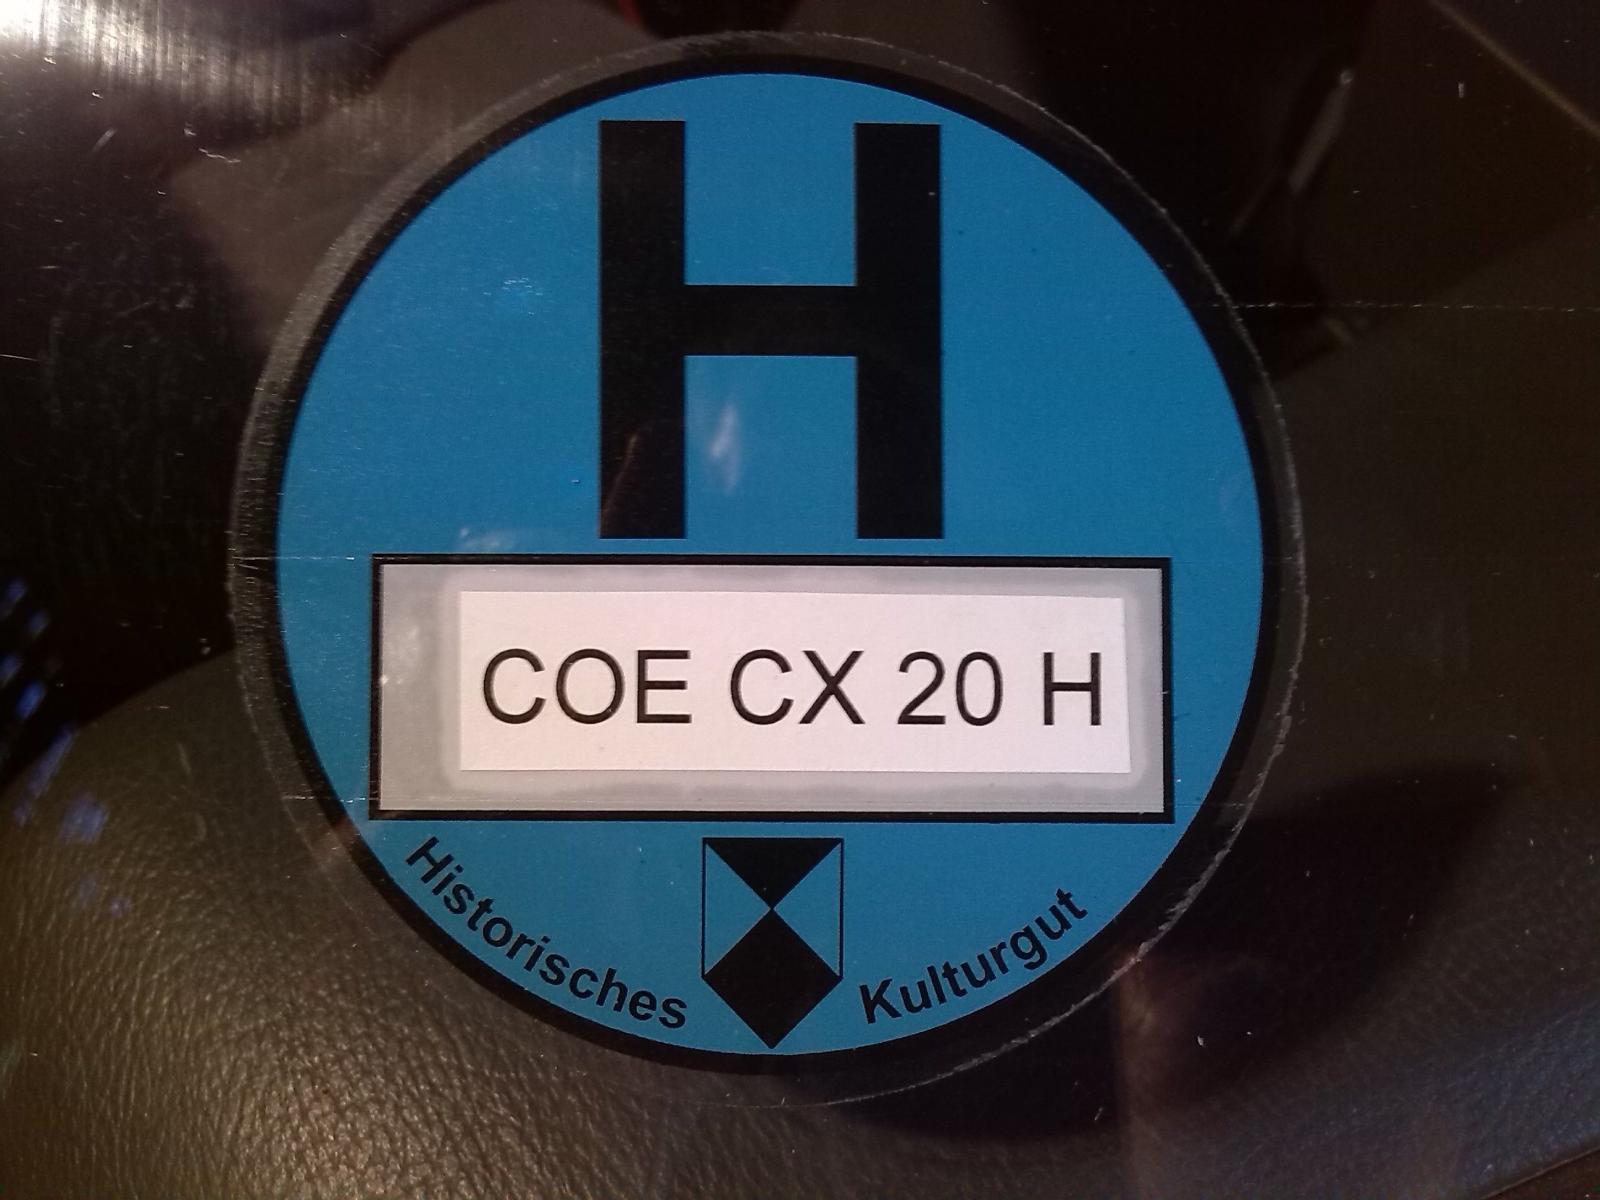 H
COE CX 20 H
Historisches Kulturgut